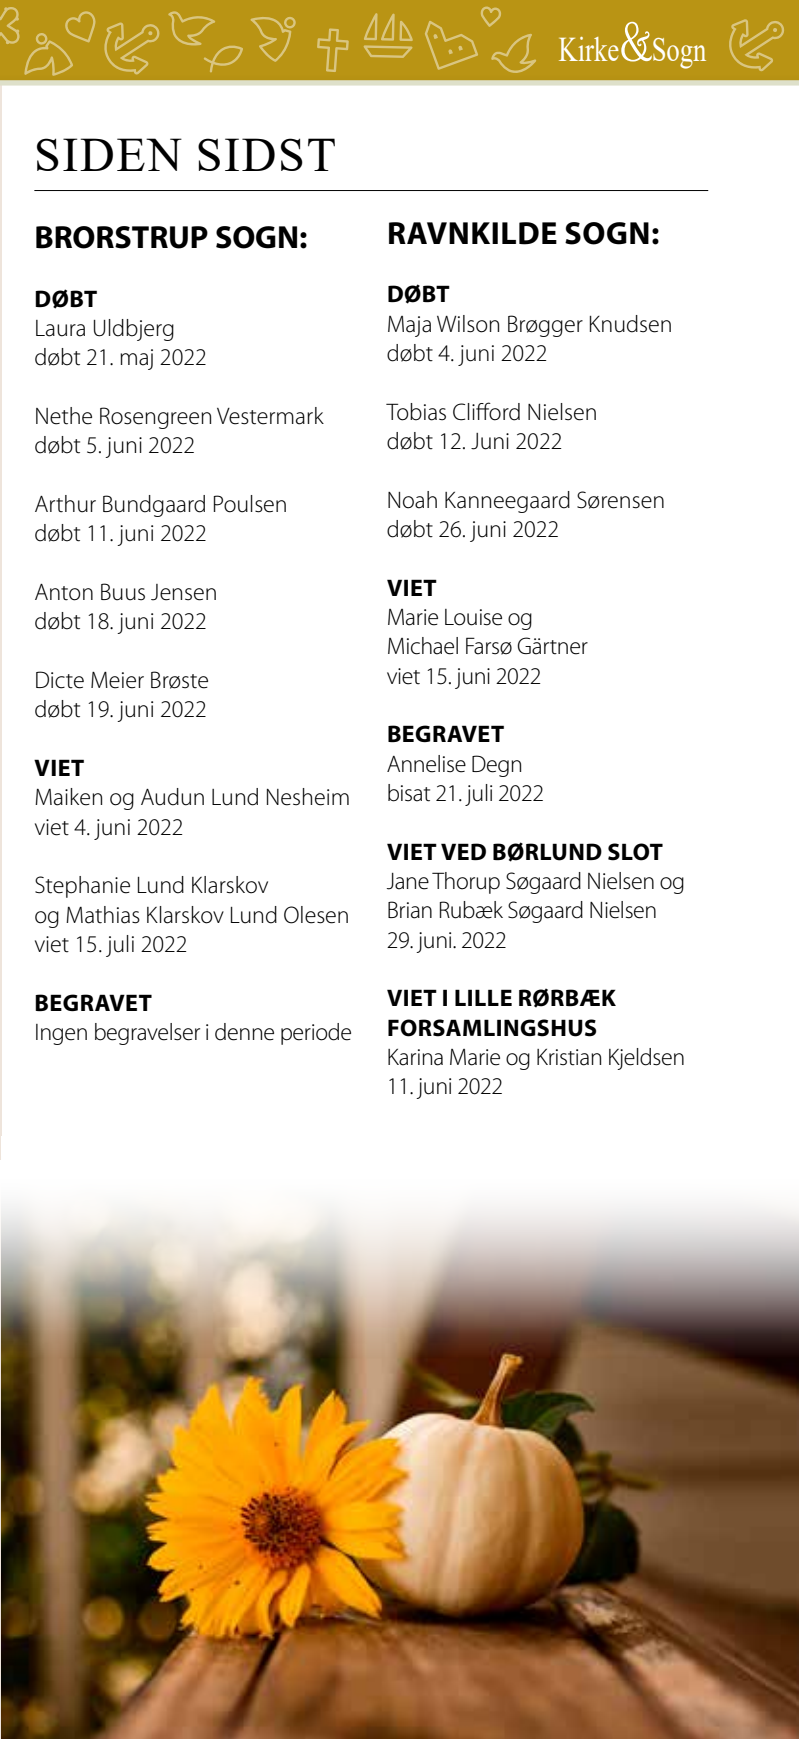 Kirke&Sogn
SIDEN SIDST
BRORSTRUP SOGN:
DØBT
Laura Uldbjerg
døbt 21. maj 2022
Nethe Rosengreen Vestermark
døbt 5. juni 2022
Arthur Bundgaard Poulsen
døbt 11. juni 2022
Anton Buus Jensen
døbt 18. juni 2022
Dicte Meier Brøste
døbt 19. juni 2022
VIET
Maiken og Audun Lund Nesheim
viet 4. juni 2022
Stephanie Lund Klarskov
og Mathias Klarskov Lund Olesen
viet 15. juli 2022
BEGRAVET
Ingen begravelser i denne periode
RAVNKILDE SOGN:
DØBT
Maja Wilson Brøgger Knudsen
døbt 4. juni 2022
Tobias Clifford Nielsen
døbt 12. Juni 2022
Noah Kanneegaard Sørensen
døbt 26. juni 2022
VIET
Marie Louise og
Michael Farsø Gärtner
viet 15. juni 2022
BEGRAVET
Annelise Degn
bisat 21. juli 2022
VIET VED BØRLUND SLOT
Jane Thorup Søgaard Nielsen og
Brian Rubæk Søgaard Nielsen
29. juni. 2022
VIET I LILLE RØRBÆK
FORSAMLINGSHUS
Karina Marie og Kristian Kjeldsen
11. juni 2022